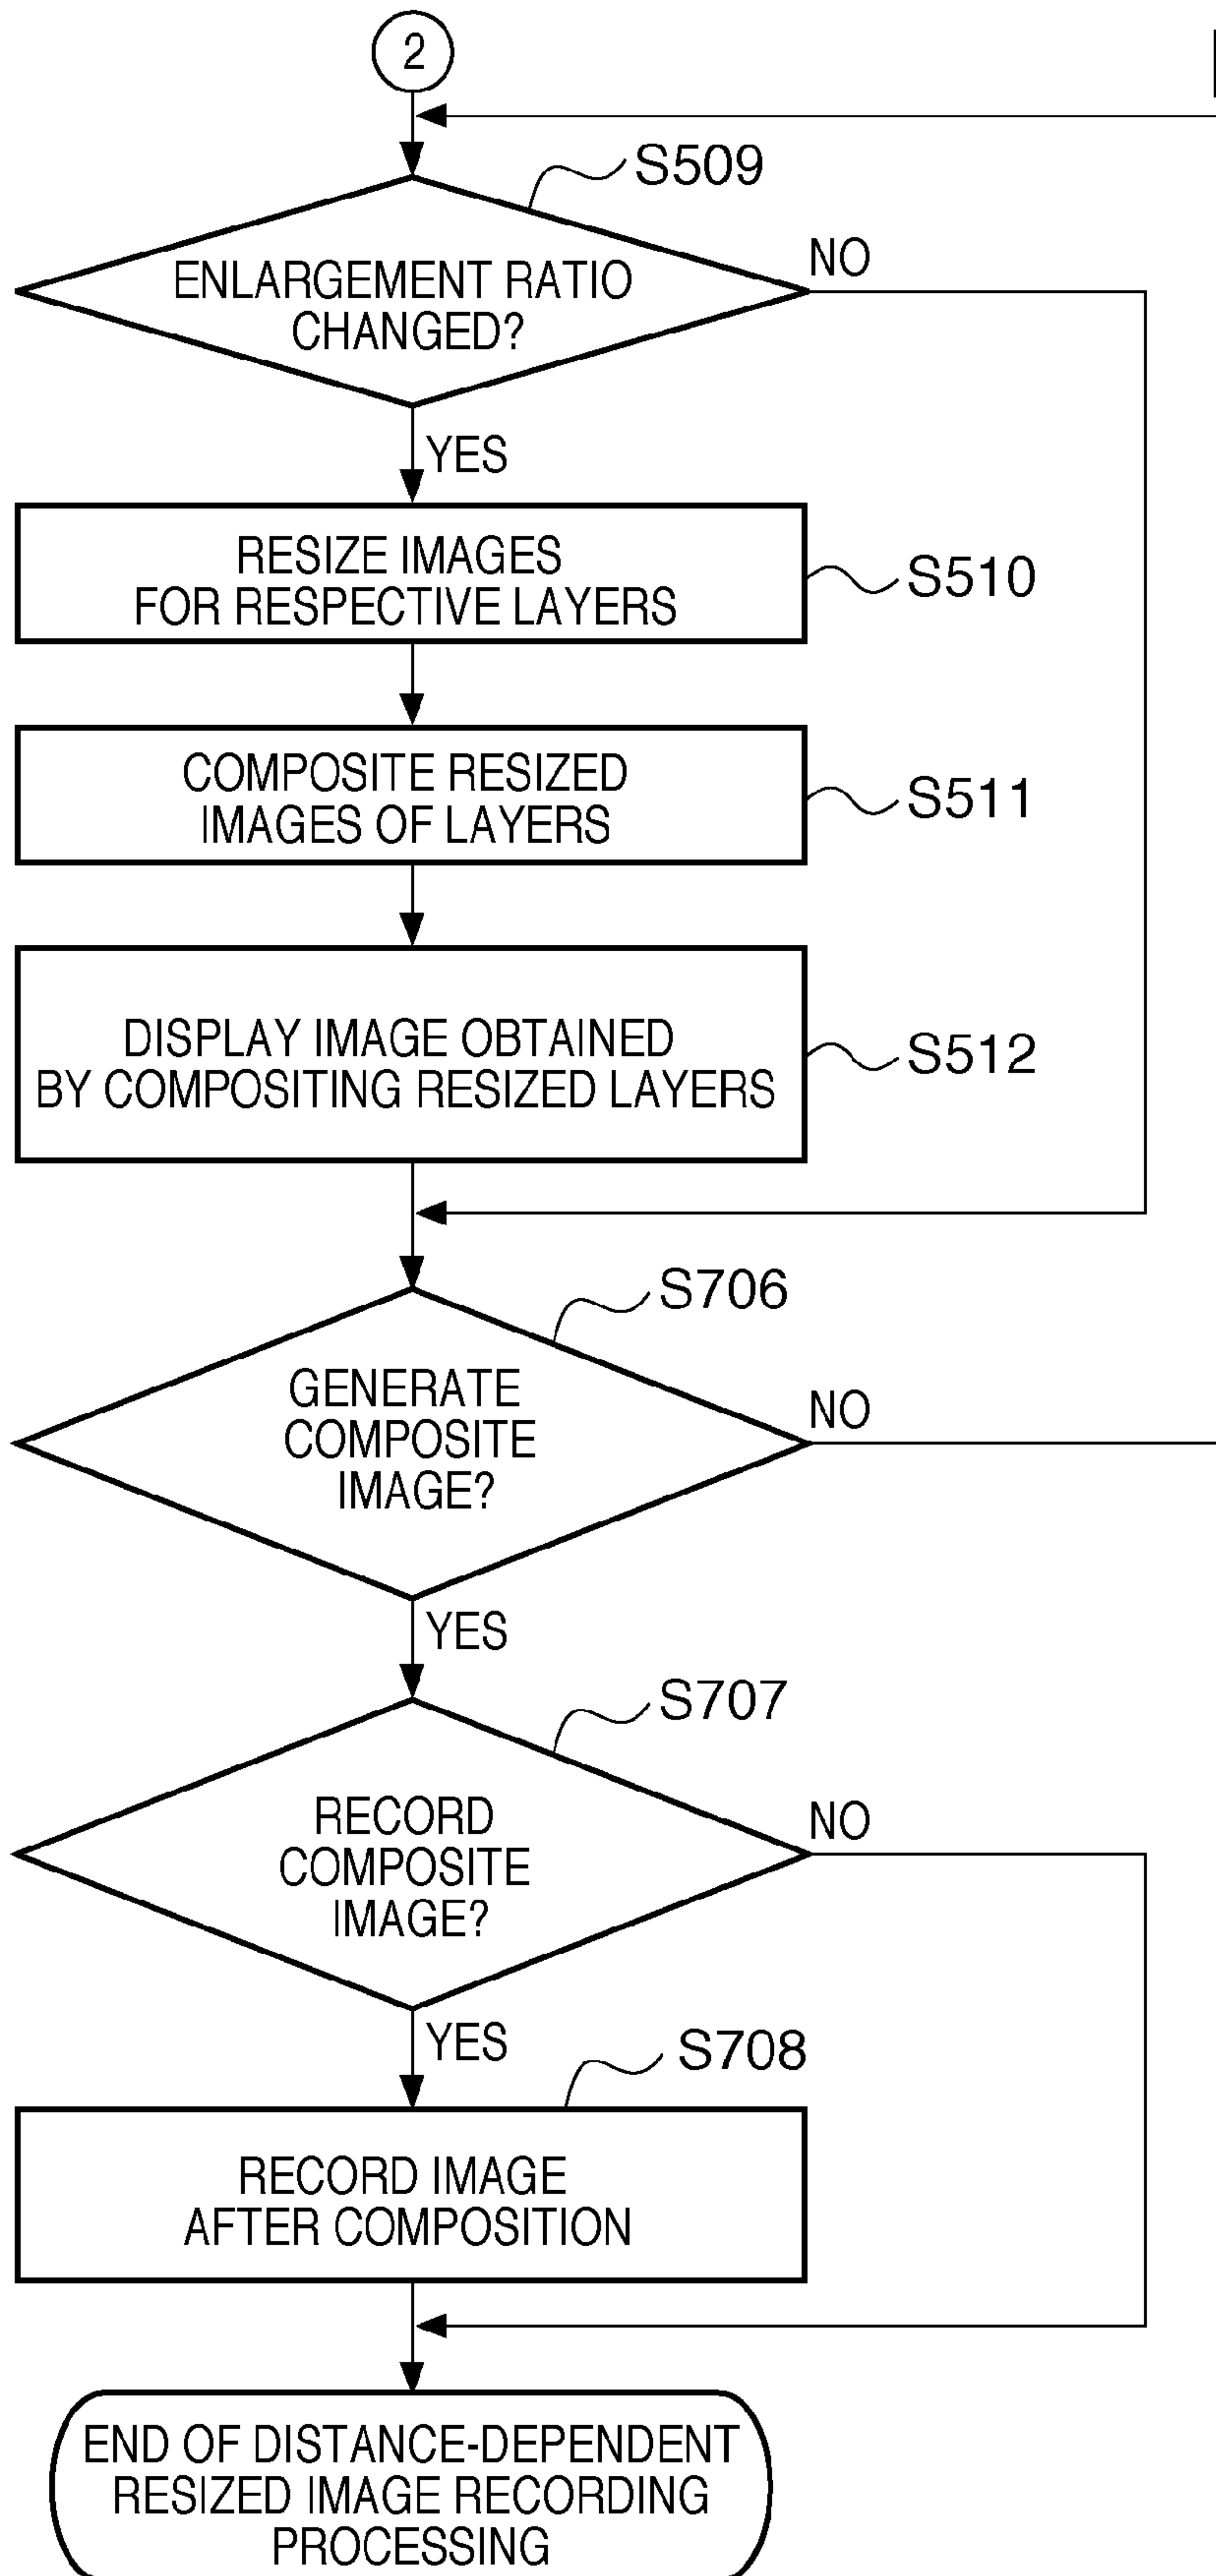 2
S509
ENLARGEMENT RATIO
CHANGED?
NO
YES
RESIZE IMAGES
FOR RESPECTIVE LAYERS
S510
COMPOSITE RESIZED
IMAGES OF LAYERS
S511
DISPLAY IMAGE OBTAINED
BY COMPOSITING RESIZED LAYERS
S512
S706
GENERATE
COMPOSITE
IMAGE?
NO
YES
S707
RECORD
COMPOSITE
IMAGE?
NO
YES
S708
RECORD IMAGE
AFTER COMPOSITION
END OF DISTANCE-DEPENDENT
RESIZED IMAGE RECORDING
PROCESSING